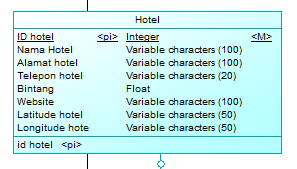 Hotel
ID hotel <pi> Integer <M>
Nama Hotel Variable characters (100)
Alamat hotel Variable characters (100)
Telepon hotel Variable characters (20)
Bintang Float
Website Variable characters (100)
Latitude hotel Variable characters (50)
Longitude hote Variable characters (50)
id hotel <pi>